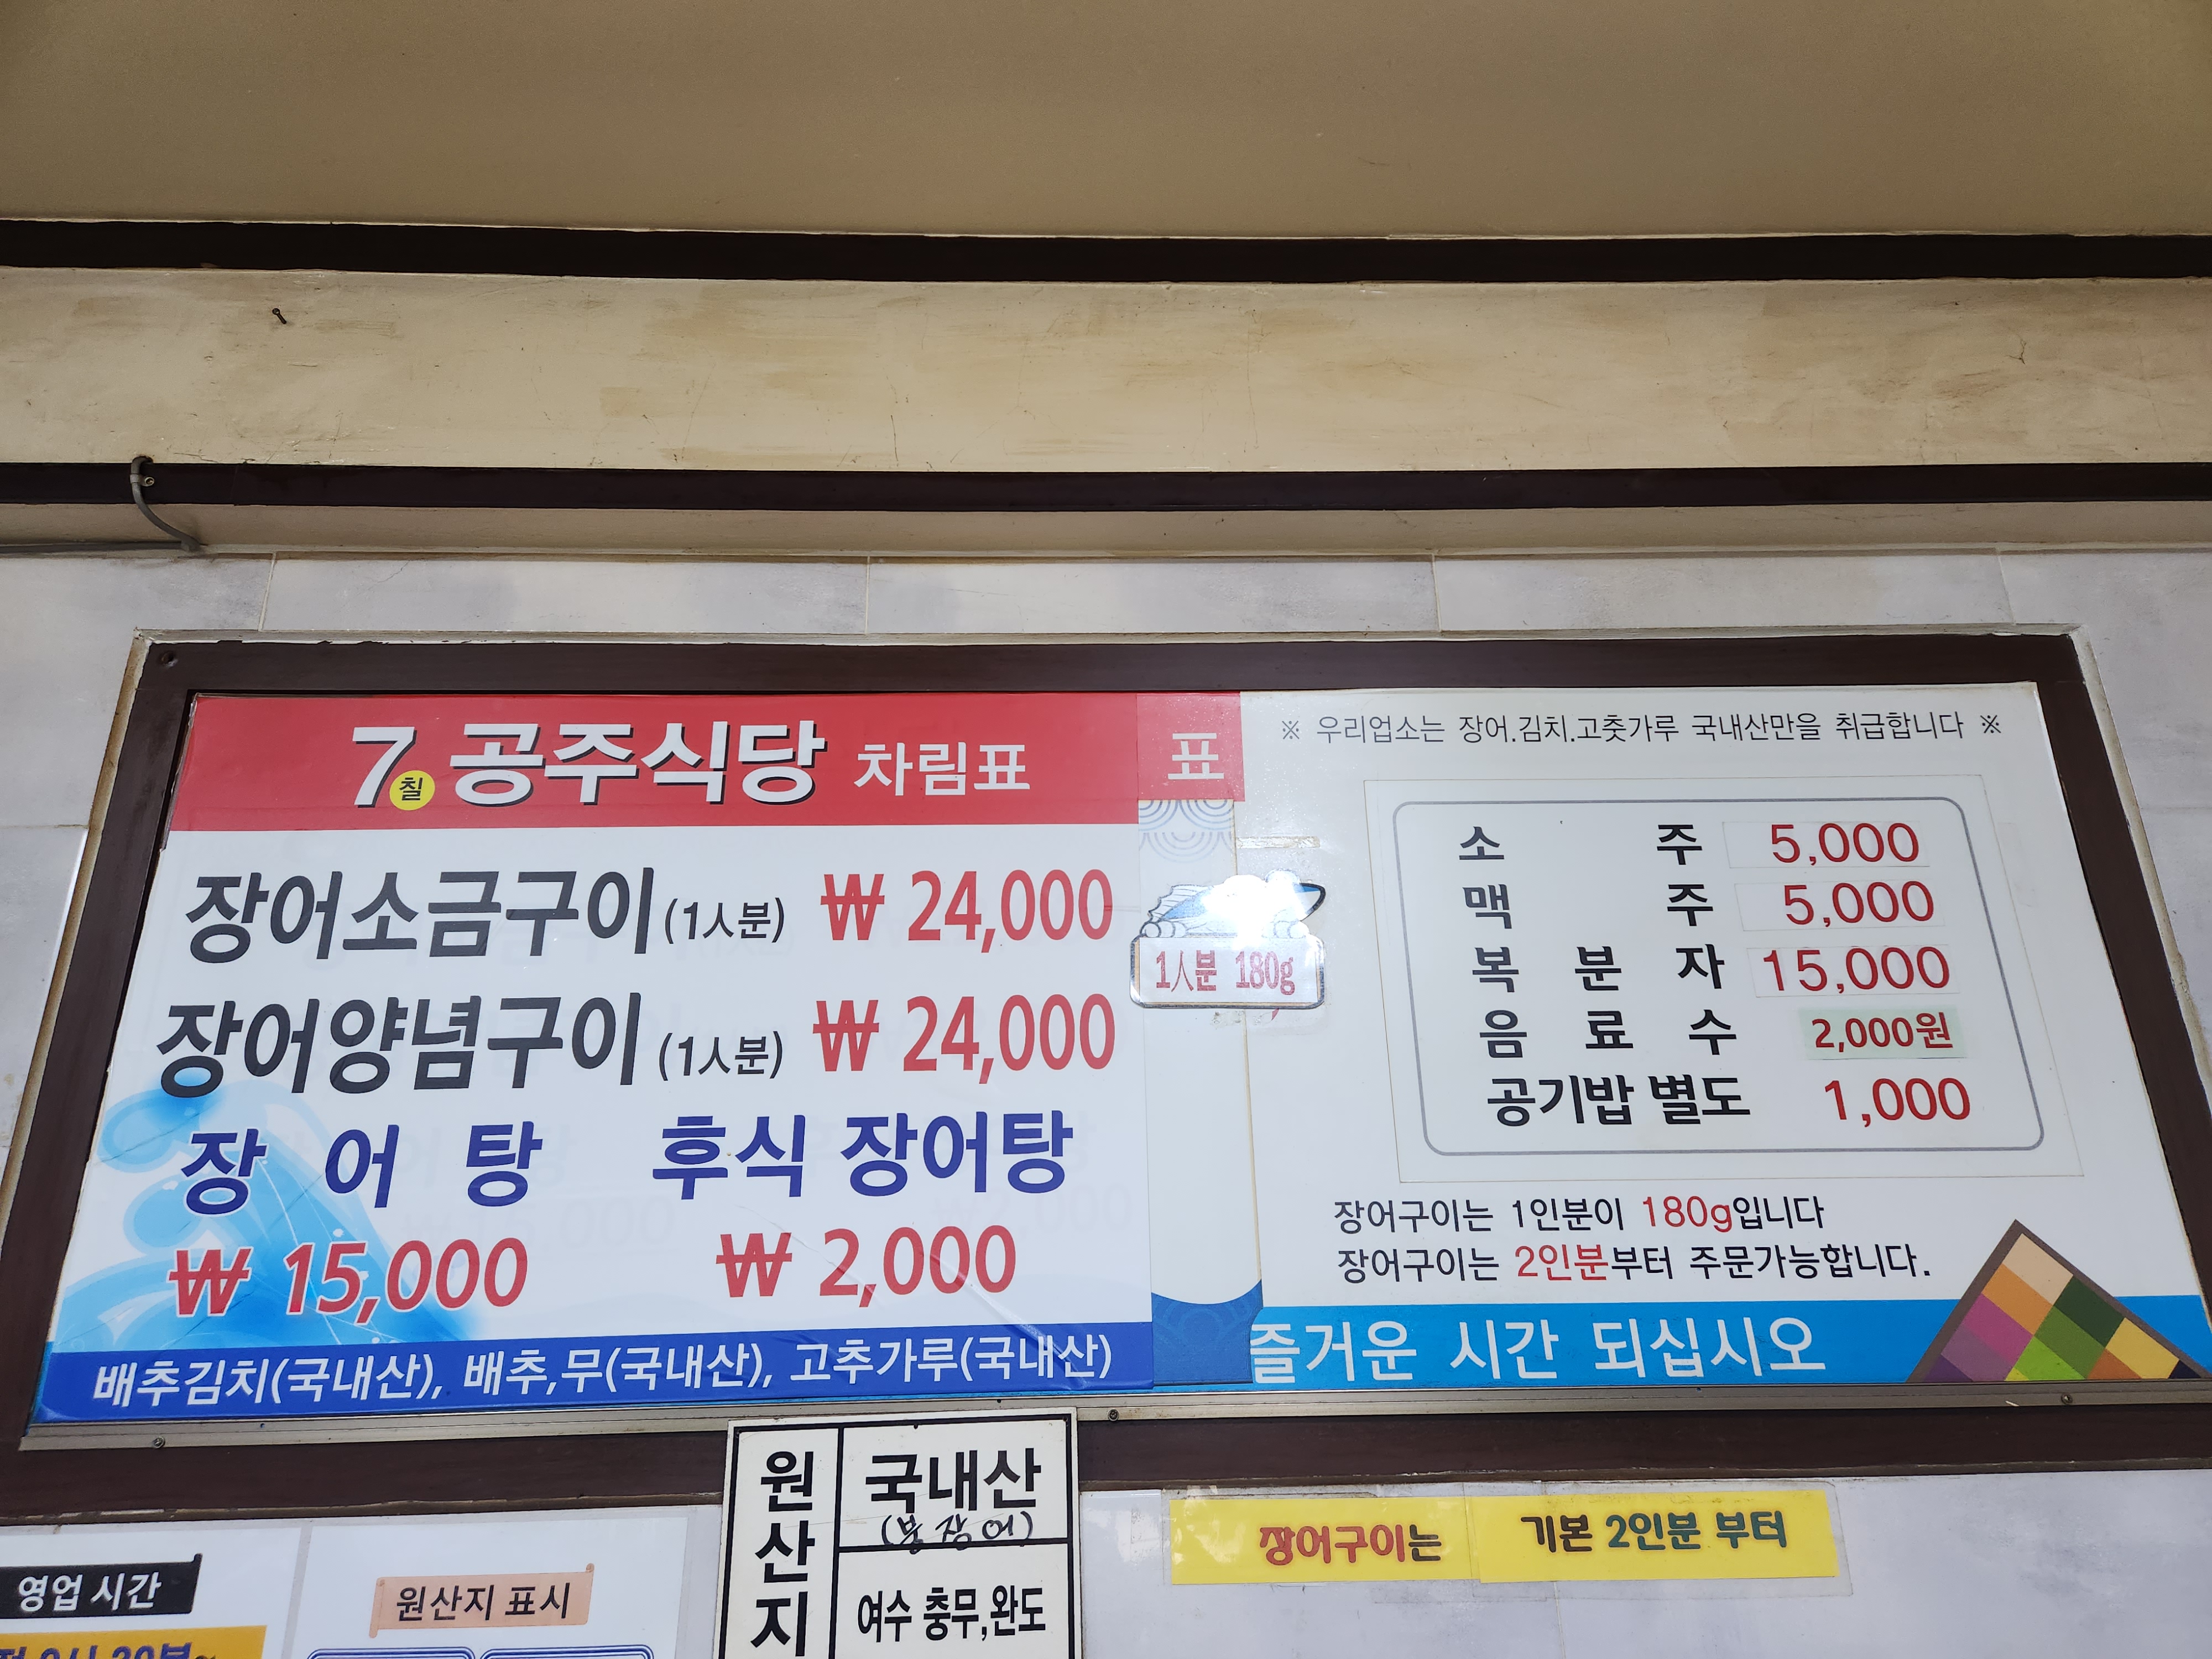 7칠 공주식당 차림표
표
장어소금구이 (1人분) ₩ 24,000
장어양념구이 (1人분) ₩ 24,000
장어탕 후식 장어탕
₩ 15,000 ₩ 2,000
배추김치(국내산), 배추,무(국내산), 고추가루(국내산)
1人분 180g
※ 우리업소는 장어.김치.고춧가루 국내산만을 취급합니다 ※
소주 5,000
맥주 5,000
복분자 15,000
음료수 2,000원
공기밥 별도 1,000
장어구이는 1인분이 180g입니다
장어구이는 2인분부터 주문가능합니다.
즐거운 시간 되십시오
원산지
국내산
(붕장어)
여수 충무,완도
장어구이는 기본 2인분 부터
영업 시간
원산지 표시